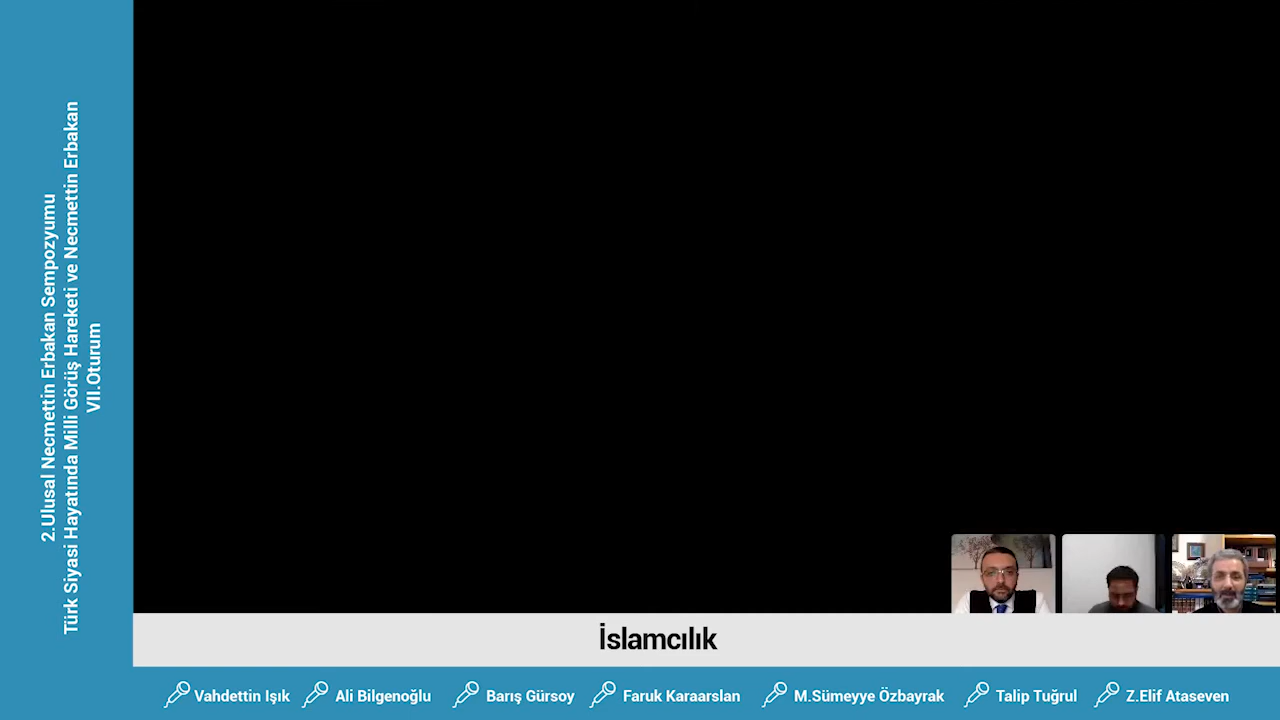 2.Ulusal Necmettin Erbakan Sempozyumu
Türk Siyasi Hayatında Milli Görüş Hareketi ve Necmettin Erbakan
VII.Oturum
İslamcılık
Vahdettin Işık Ali Bilgenoğlu Barış Gürsoy Faruk Karaarslan M.Sümeyye Özbayrak Talip Tuğrul Z.Elif Ataseven